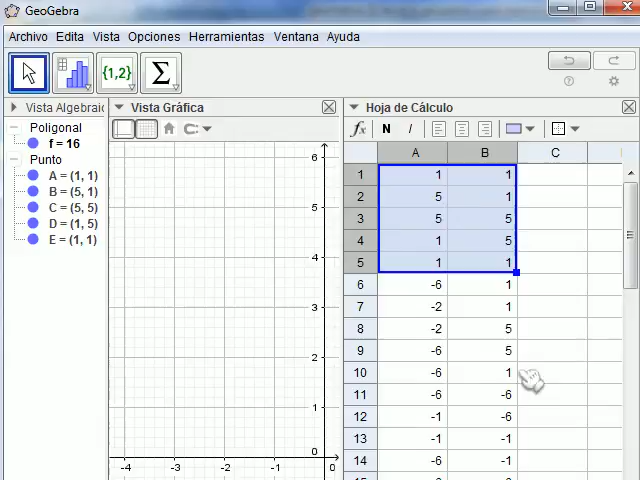 GeoGebra
Archivo Edita Vista Opciones Herramientas Ventana Ayuda
{1,2} Σ
Vista Algebraic Vista Gráfica Hoja de Cálculo
fx N I
Poligonal
f = 16
Punto
A = (1, 1)
B = (5, 1)
C = (5, 5)
D = (1, 5)
E = (1, 1)
6
5
4
3
2
1
0
-4 -3 -2 -1 0
A B C
1 1 1
2 5 1
3 5 5
4 1 5
5 1 1
6 -6 1
7 -2 1
8 -2 5
9 -6 5
10 -6 1
11 -6 -6
12 -1 -6
13 -1 -1
14 -6 -1